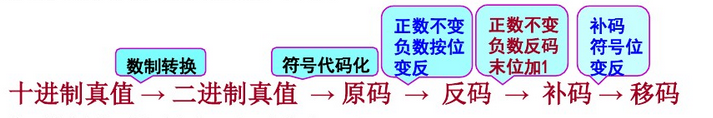 数制转换
符号代码化
正数不变
负数按位
变反
正数不变
负数反码
末位加1
补码
符号位
变反
十进制真值 → 二进制真值 → 原码 → 反码 → 补码 → 移码